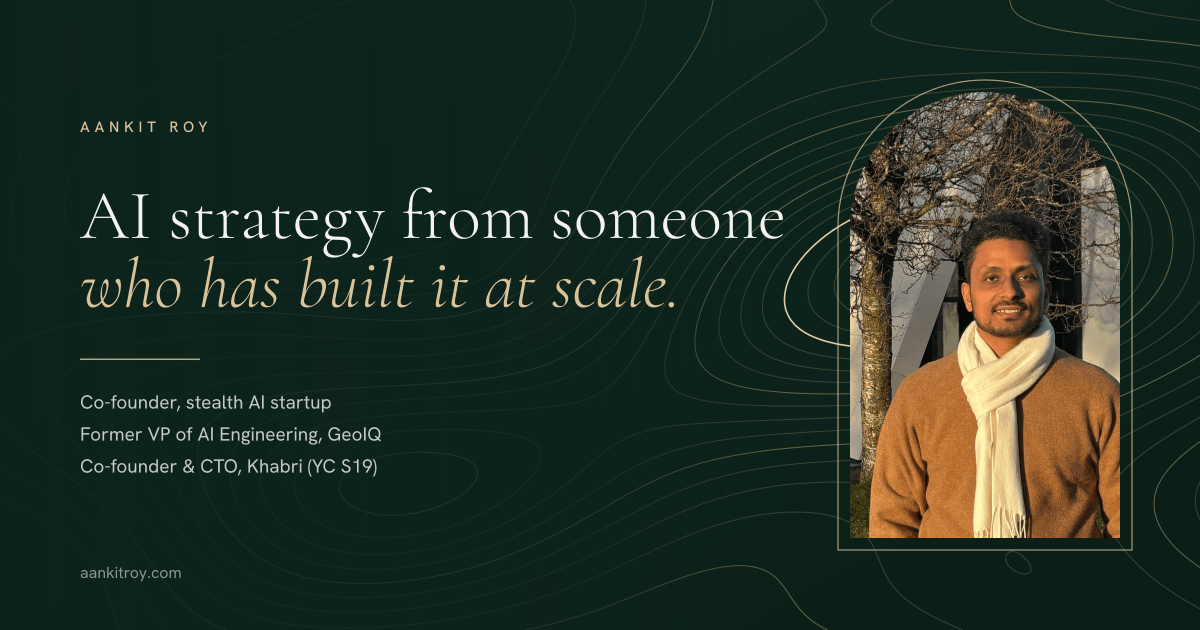 AANKIT ROY
AI strategy from someone
who has built it at scale.
Co-founder, stealth AI startup
Former VP of AI Engineering, GeoIQ
Co-founder & CTO, Khabri (YC S19)
aankitroy.com